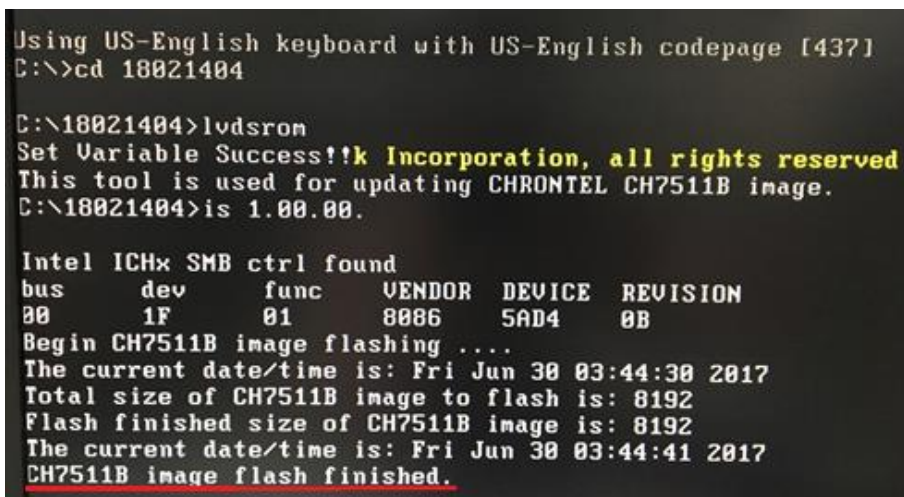 Using US-English keyboard with US-English codepage [437]
C:\>cd 18021404
C:\18021404>lvdsrom
Set Variable Success!!k Incorporation, all rights reserved
This tool is used for updating CHRONTEL CH7511B image.
C:\18021404>is 1.00.00.
Intel ICHx SMB ctrl found
bus dev func VENDOR DEVICE REVISION
00 1F 01 8086 5AD4 0B
Begin CH7511B image flashing ....
The current date/time is: Fri Jun 30 03:44:30 2017
Total size of CH7511B image to flash is: 8192
Flash finished size of CH7511B image is: 8192
The current date/time is: Fri Jun 30 03:44:41 2017
CH7511B image flash finished.